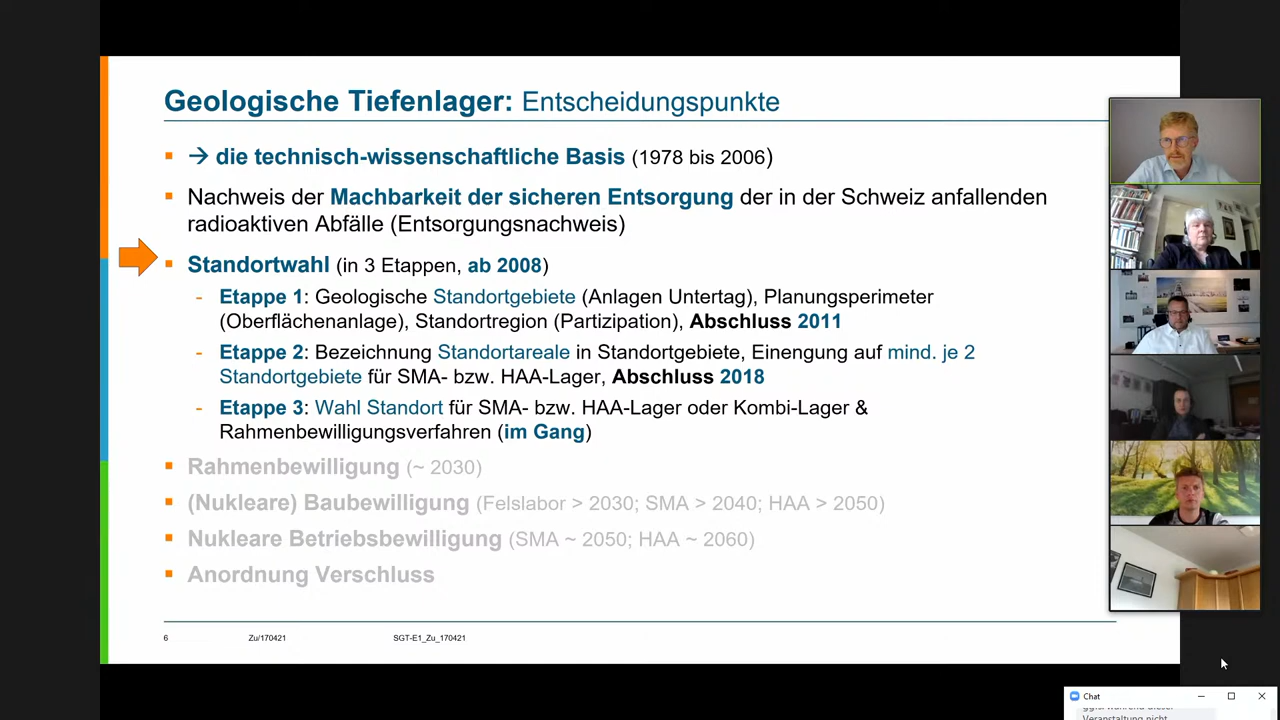 Geologische Tiefenlager: Entscheidungspunkte
→ die technisch-wissenschaftliche Basis (1978 bis 2006)
Nachweis der Machbarkeit der sicheren Entsorgung der in der Schweiz anfallenden
radioaktiven Abfälle (Entsorgungsnachweis)
Standortwahl (in 3 Etappen, ab 2008)
- Etappe 1: Geologische Standortgebiete (Anlagen Untertag), Planungsperimeter
(Oberflächenanlage), Standortregion (Partizipation), Abschluss 2011
- Etappe 2: Bezeichnung Standortareale in Standortgebiete, Einengung auf mind. je 2
Standortgebiete für SMA- bzw. HAA-Lager, Abschluss 2018
- Etappe 3: Wahl Standort für SMA- bzw. HAA-Lager oder Kombi-Lager &
Rahmenbewilligungsverfahren (im Gang)
Rahmenbewilligung (~ 2030)
(Nukleare) Baubewilligung (Felslabor > 2030; SMA > 2040; HAA > 2050)
Nukleare Betriebsbewilligung (SMA ~ 2050; HAA ~ 2060)
Anordnung Verschluss
6 Zu/170421 SGT-E1_Zu_170421
Chat
Veranstaltung nicht